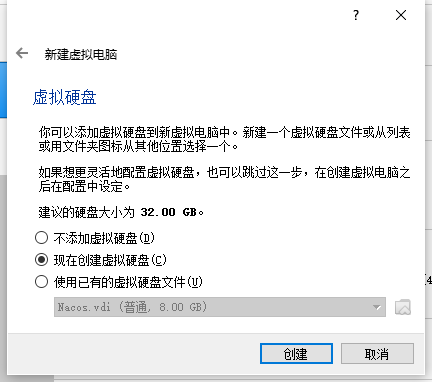 ?
新建虚拟电脑
虚拟硬盘
你可以添加虚拟硬盘到新虚拟电脑中。新建一个虚拟硬盘文件或从列表
或用文件夹图标从其他位置选择一个。
如果想更灵活地配置虚拟硬盘，也可以跳过这一步，在创建虚拟电脑之
后在配置中设定。
建议的硬盘大小为 32.00 GB。
不添加虚拟硬盘(D)
现在创建虚拟硬盘(C)
使用已有的虚拟硬盘文件(U)
Nacos.vdi (普通, 8.00 GB)
创建
取消